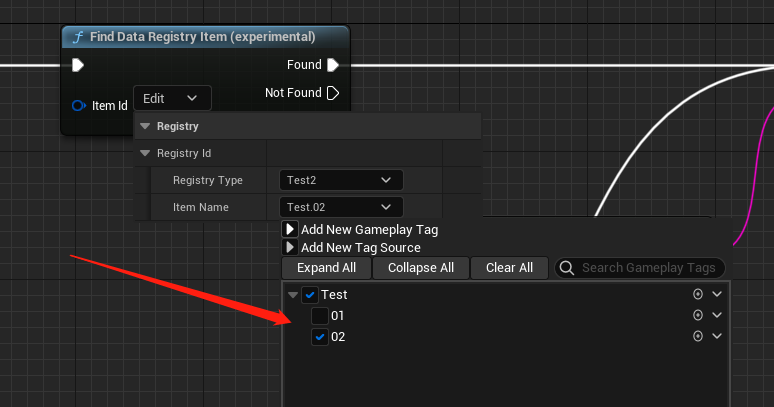 f Find Data Registry Item (experimental)
Found
Item Id Edit Not Found
Registry
Registry Id
Registry Type Test2
Item Name Test.02
Add New Gameplay Tag
Add New Tag Source
Expand All Collapse All Clear All Search Gameplay Tags
Test
01
02